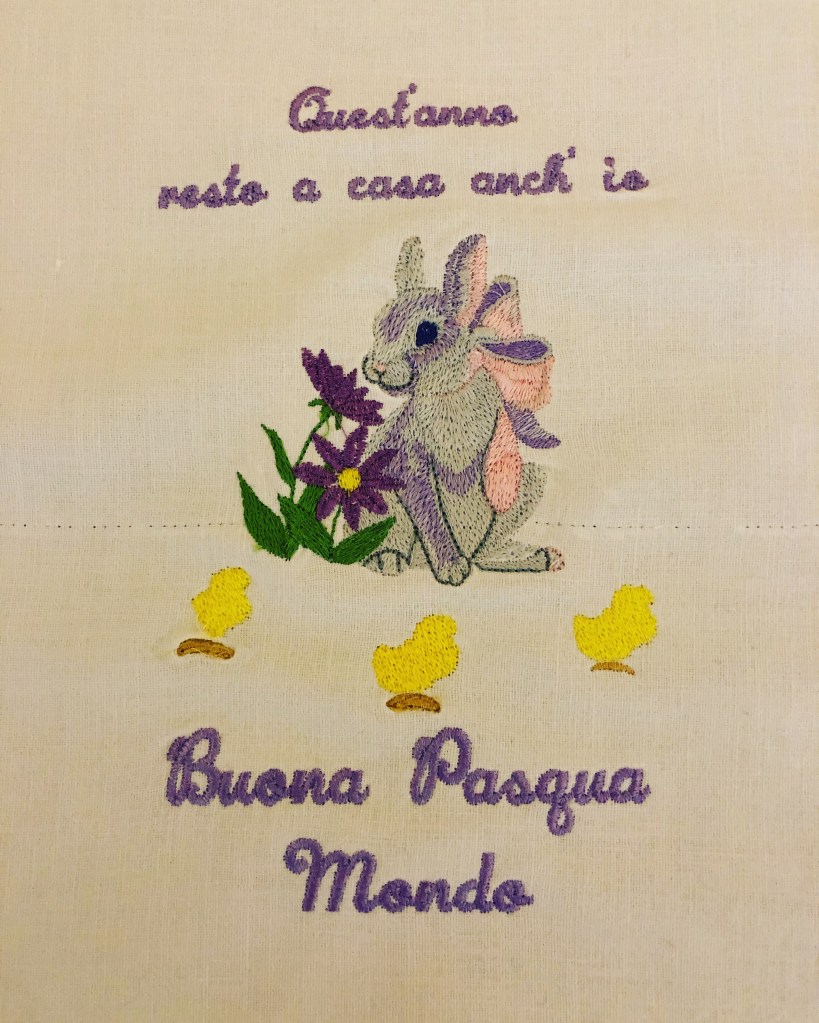 Quest'anno
resto a casa anch' io
Buona Pasqua
Mondo